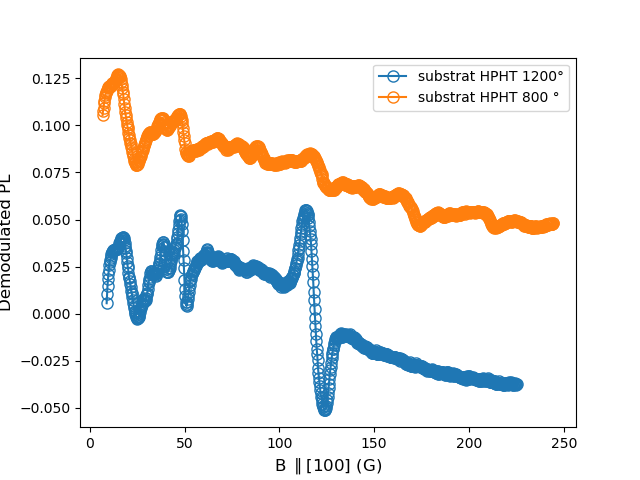 substrat HPHT 1200°
substrat HPHT 800 °
Demodulated PL
0.125
0.100
0.075
0.050
0.025
0.000
−0.025
−0.050
0 50 100 150 200 250
B ∥ [100] (G)